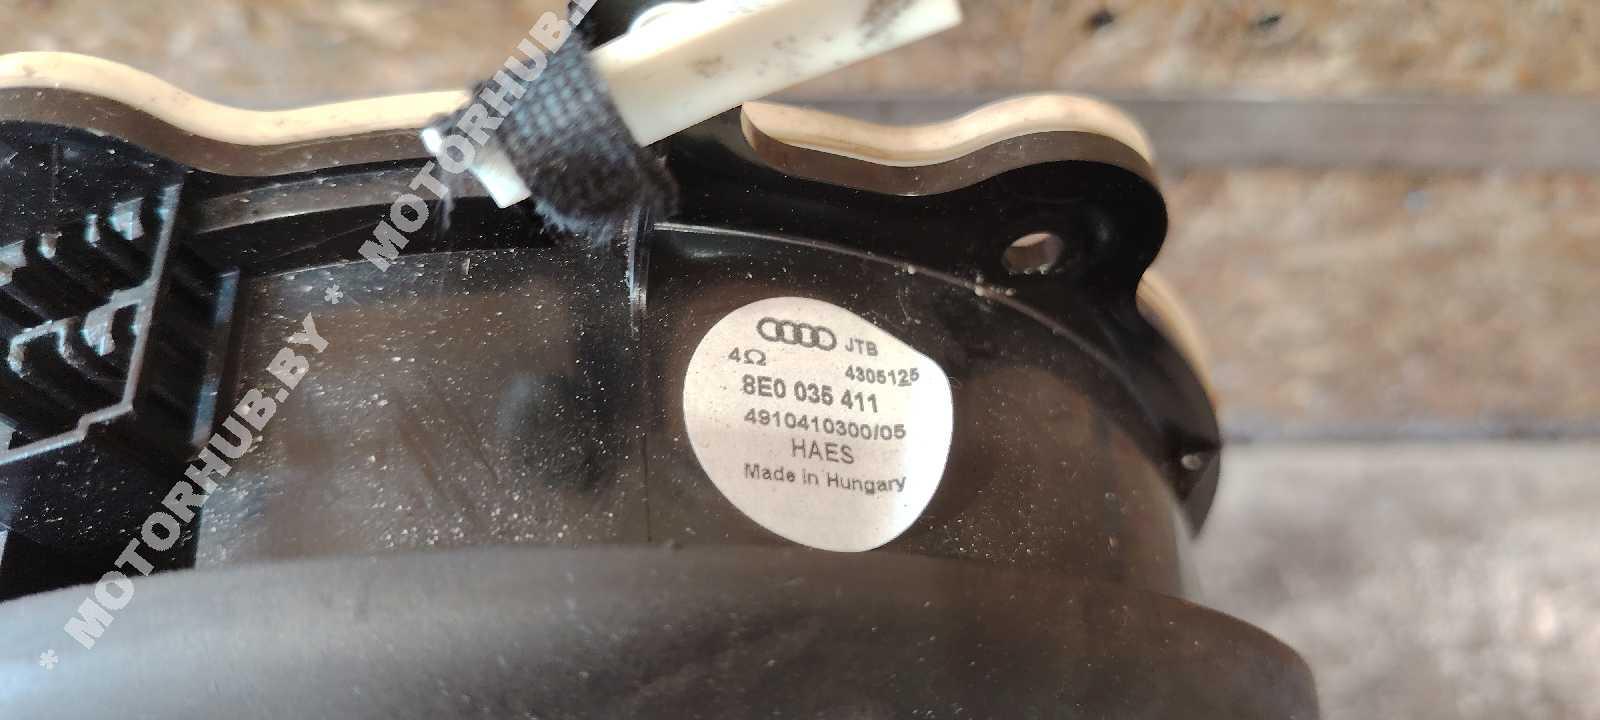 JTB
4Ω
4305125
8E0 035 411
4910410300/05
HAES
Made in Hungary
* MOTORHUB.BY * MOTORHUB.